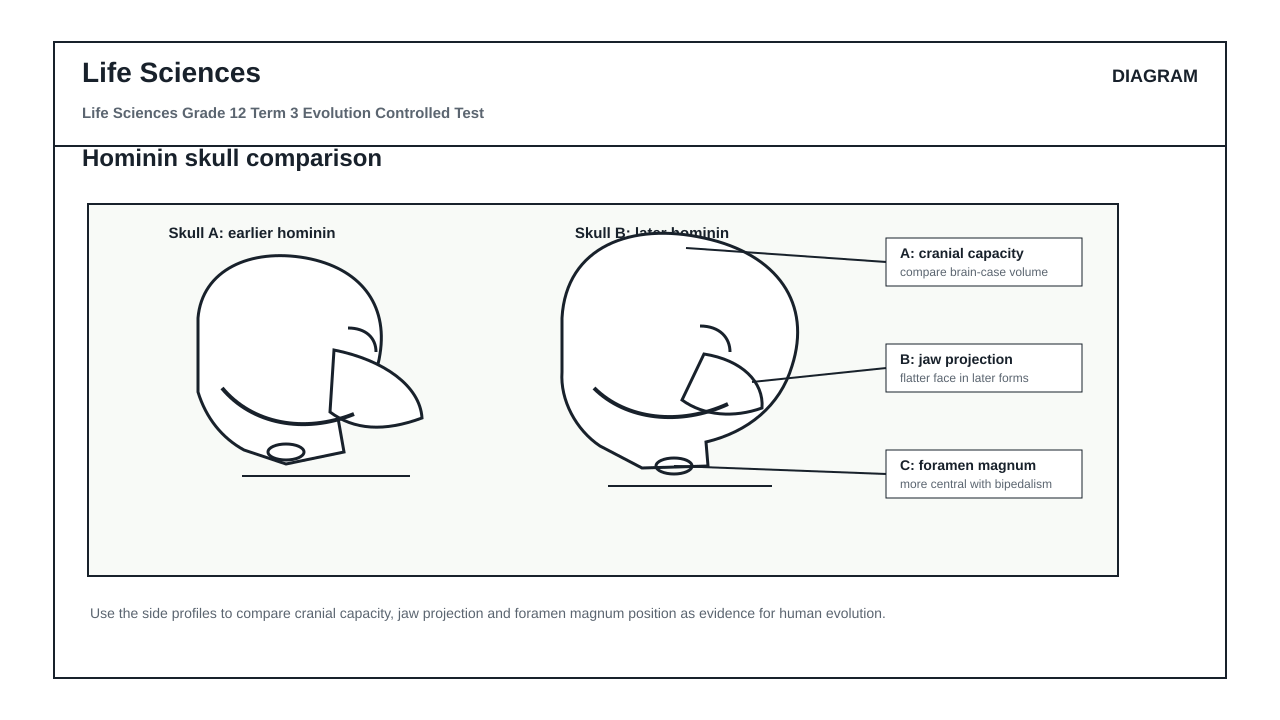 Life Sciences
DIAGRAM
Life Sciences Grade 12 Term 3 Evolution Controlled Test
Hominin skull comparison
Skull A: earlier hominin
Skull B: later hominin
A: cranial capacity
compare brain-case volume
B: jaw projection
flatter face in later forms
C: foramen magnum
more central with bipedalism
Use the side profiles to compare cranial capacity, jaw projection and foramen magnum position as evidence for human evolution.